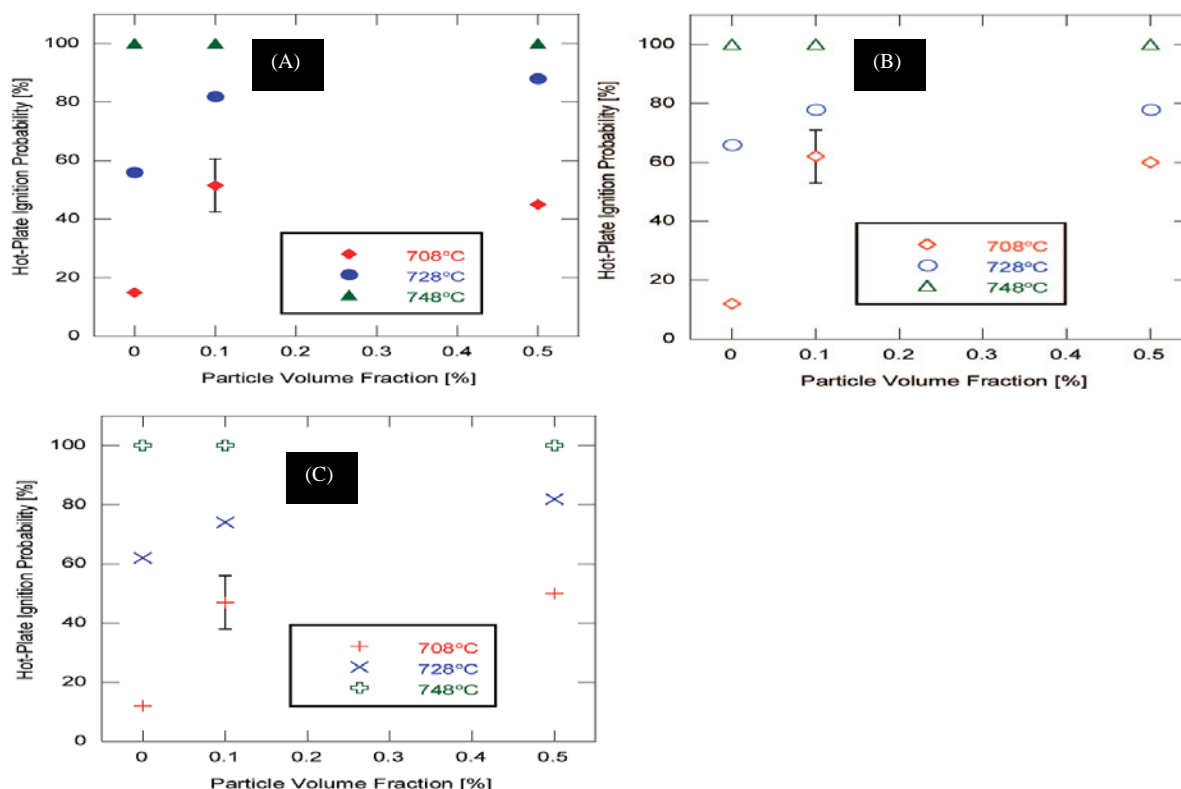 (A)
Hot-Plate Ignition Probability [%]
100
80
60
40
20
0
708°C
728°C
748°C
0 0.1 0.2 0.3 0.4 0.5
Particle Volume Fraction [%]
(B)
Hot-Plate Ignition Probability [%]
100
80
60
40
20
0
708°C
728°C
748°C
0 0.1 0.2 0.3 0.4 0.5
Particle Volume Fraction [%]
(C)
Hot-Plate Ignition Probability [%]
100
80
60
40
20
0
708°C
728°C
748°C
0 0.1 0.2 0.3 0.4 0.5
Particle Volume Fraction [%]